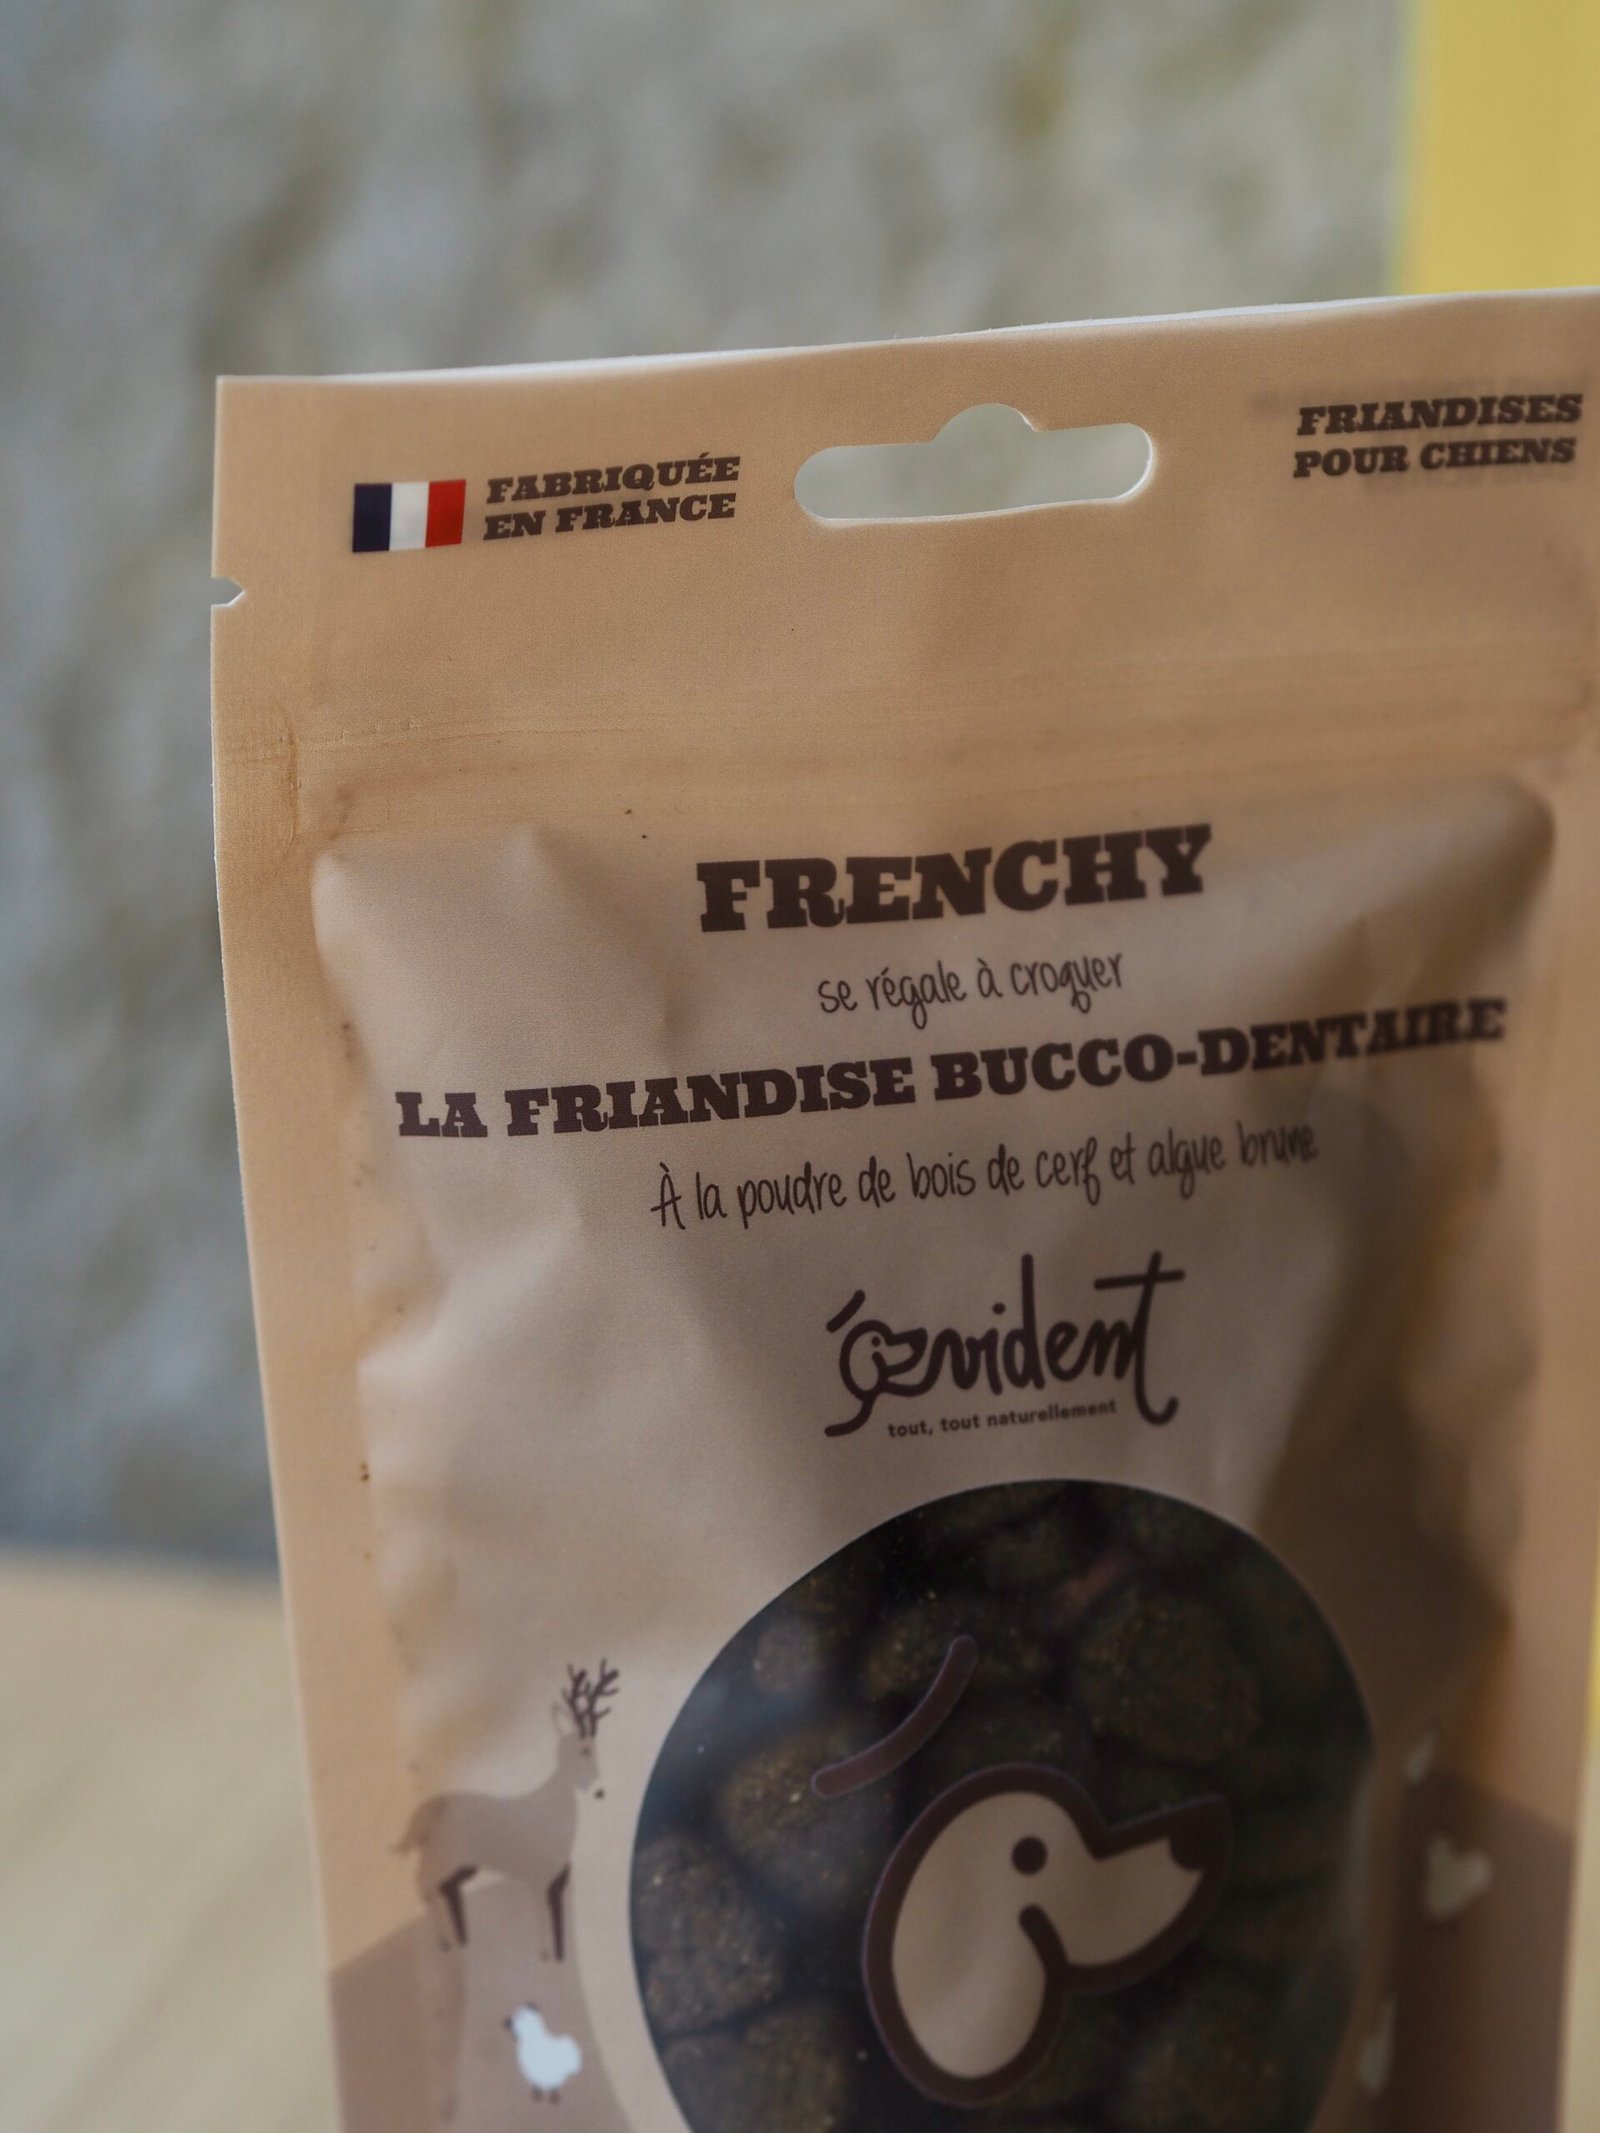 FABRIQUÉE
EN FRANCE
FRIANDISES
POUR CHIENS
FRENCHY
se régale à croquer
LA FRIANDISE BUCCO-DENTAIRE
À la poudre de bois de cerf et algue brune
évident
tout, tout naturellement